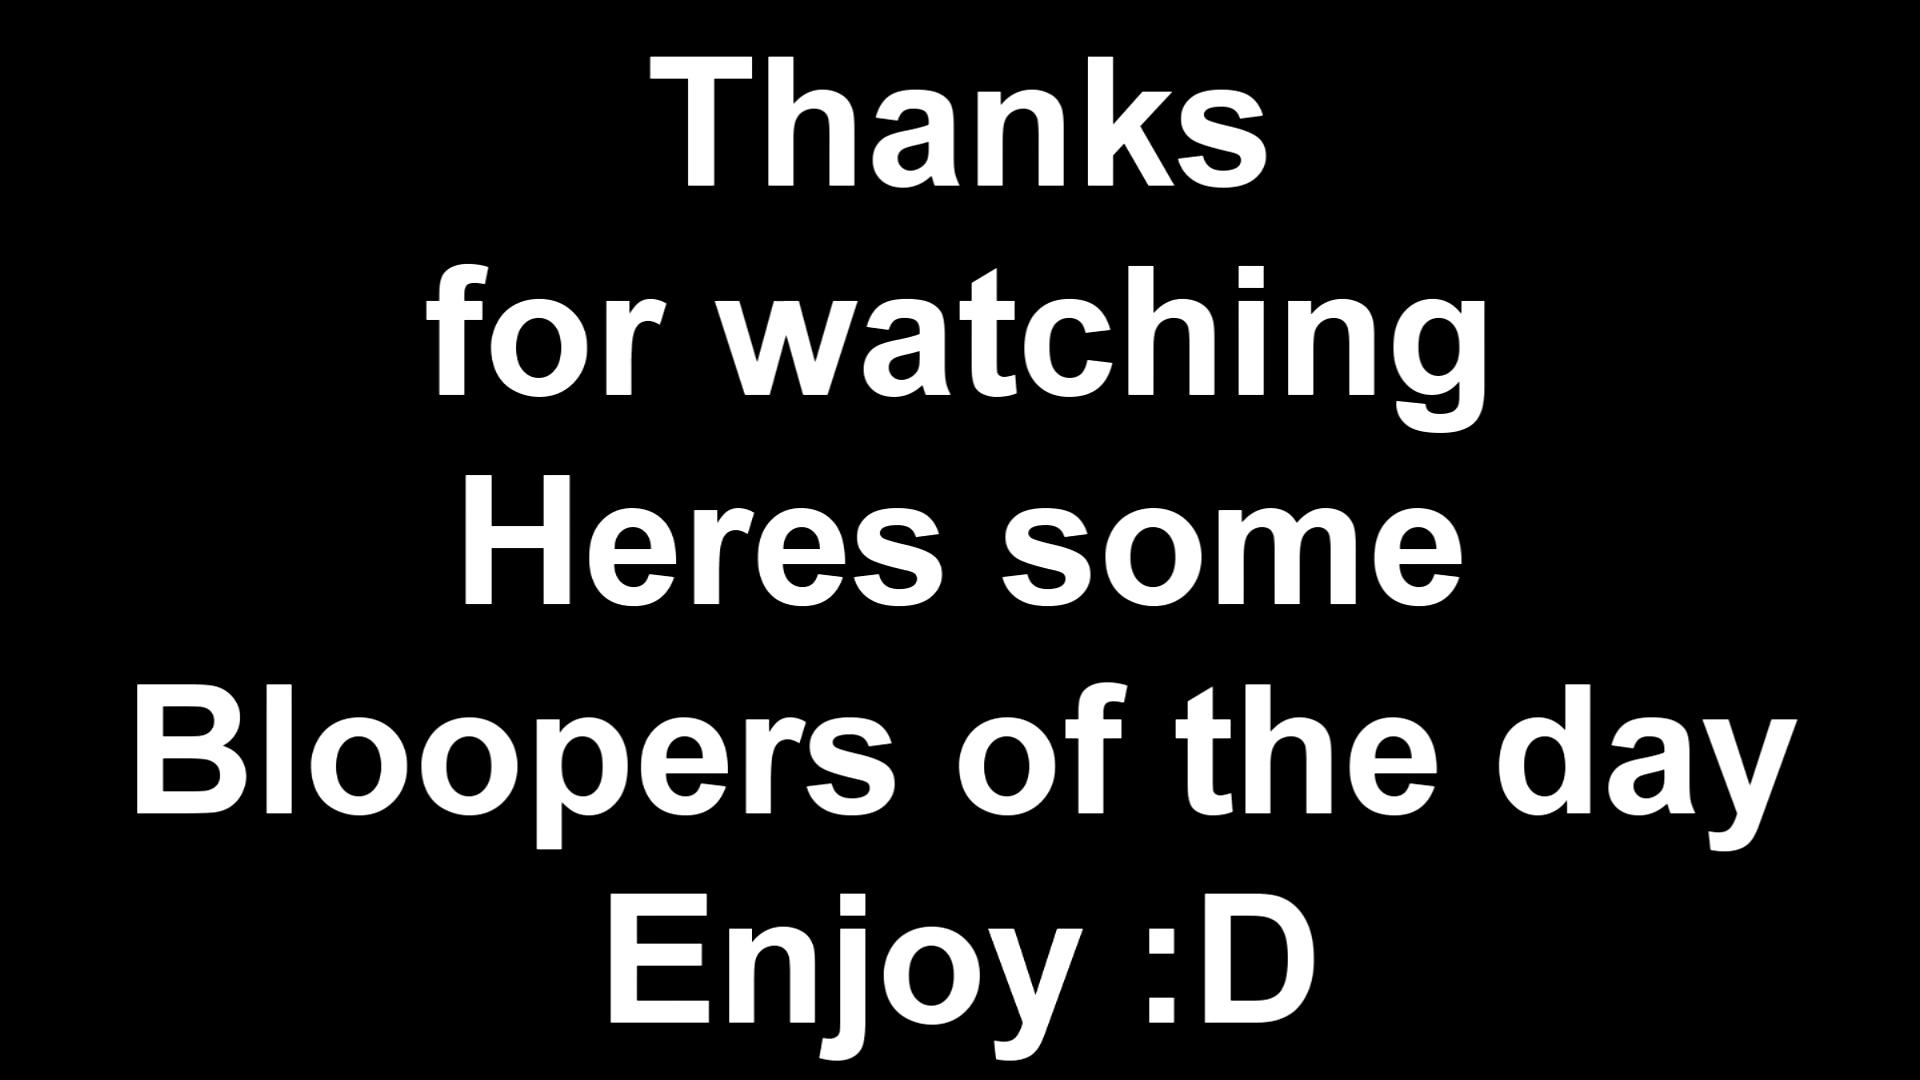 Thanks
for watching
Heres some
Bloopers of the day
Enjoy :D